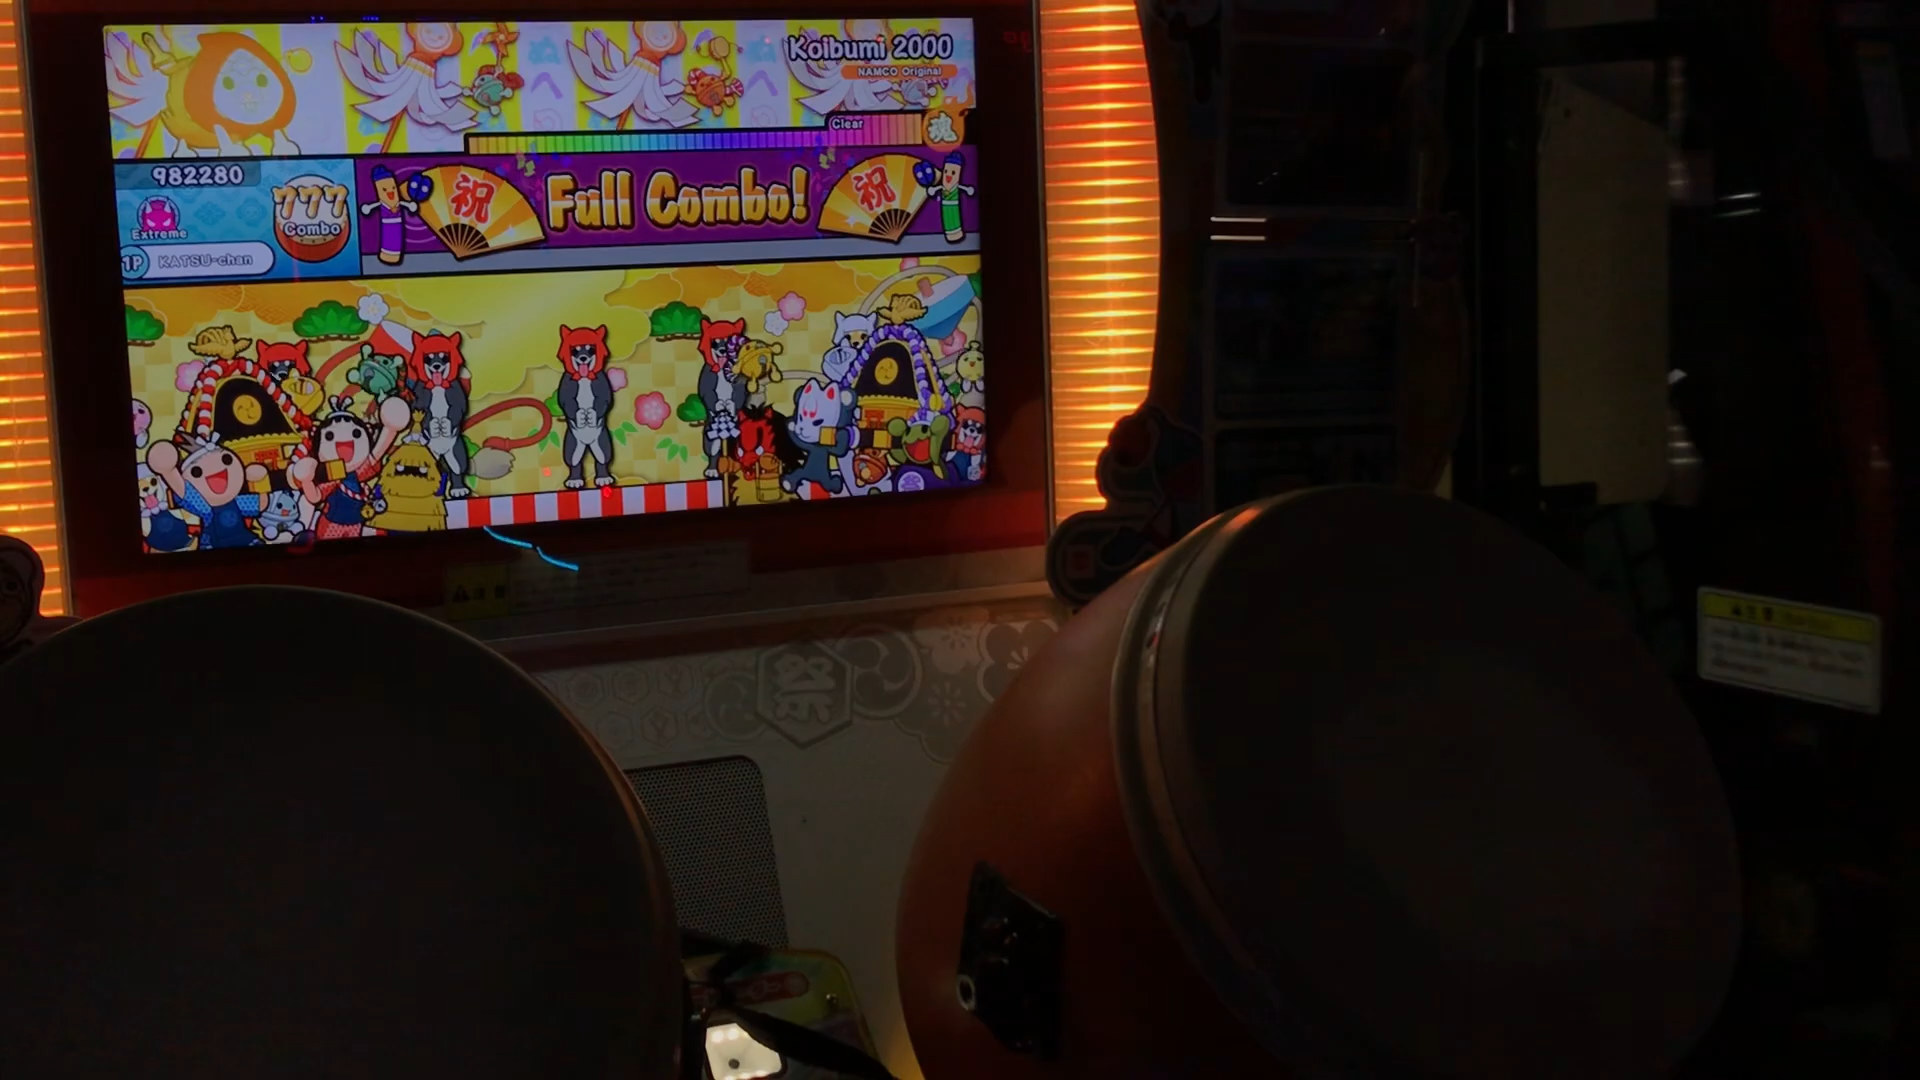 Koibumi 2000
NAMCO Original
Clear
魂
982280
777
Combo
Extreme
1P KATSU-chan
祝 Full Combo! 祝
祭